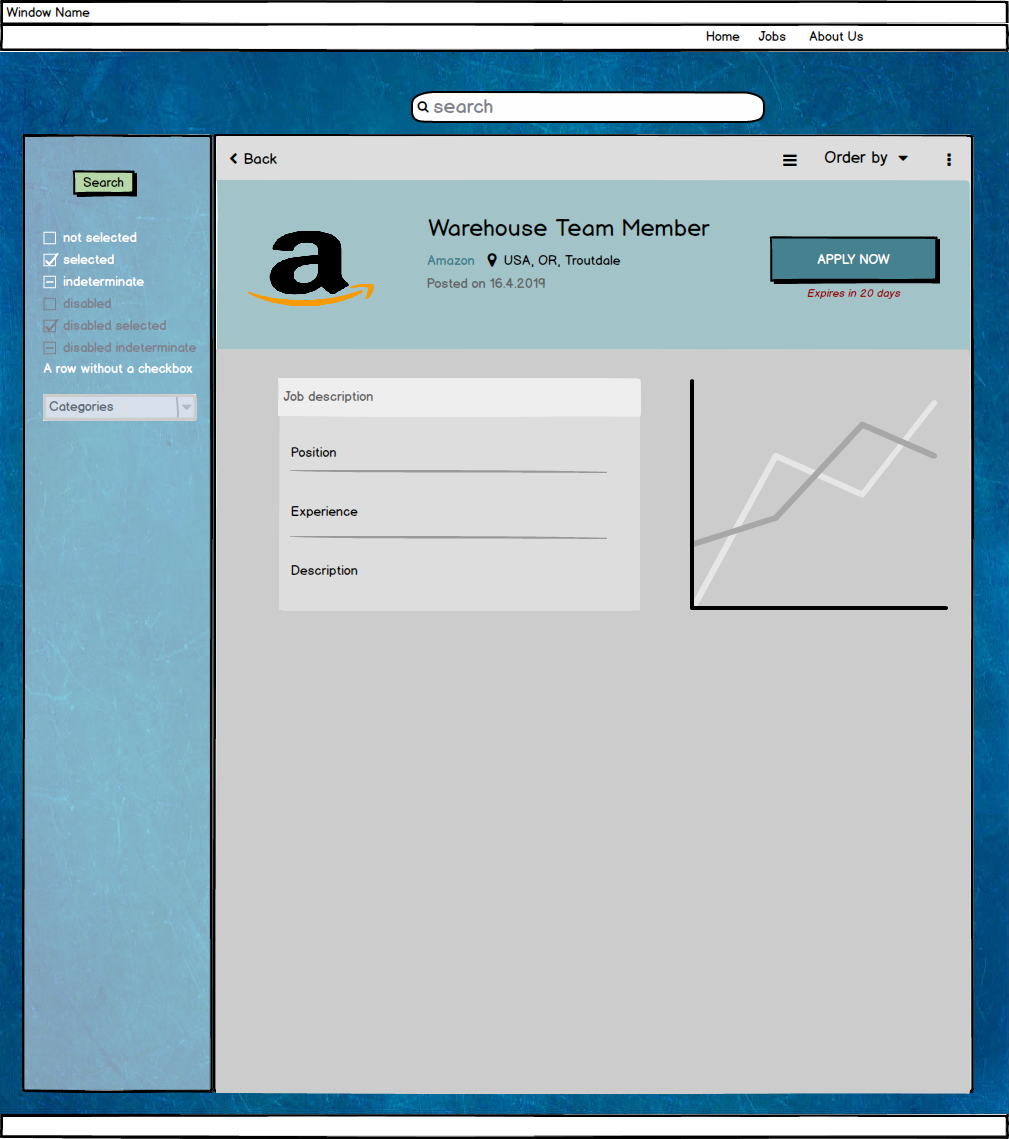 Window Name
Home Jobs About Us
search
Back Order by
Search
not selected
selected
indeterminate
disabled
disabled selected
disabled indeterminate
A row without a checkbox
Categories
a
Warehouse Team Member
Amazon USA, OR, Troutdale
Posted on 16.4.2019
APPLY NOW
Expires in 20 days
Job description
Position
Experience
Description